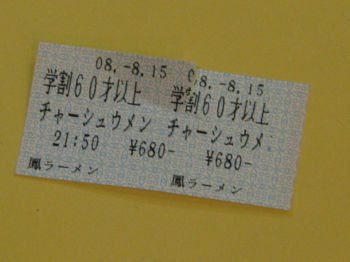 08.-8.15
学割60才以上
チャーシュウメン
21:50 ¥680-
鳳ラーメン
08.-8.15
学割60才以上
チャーシュウメ
¥680-
鳳ラーメン